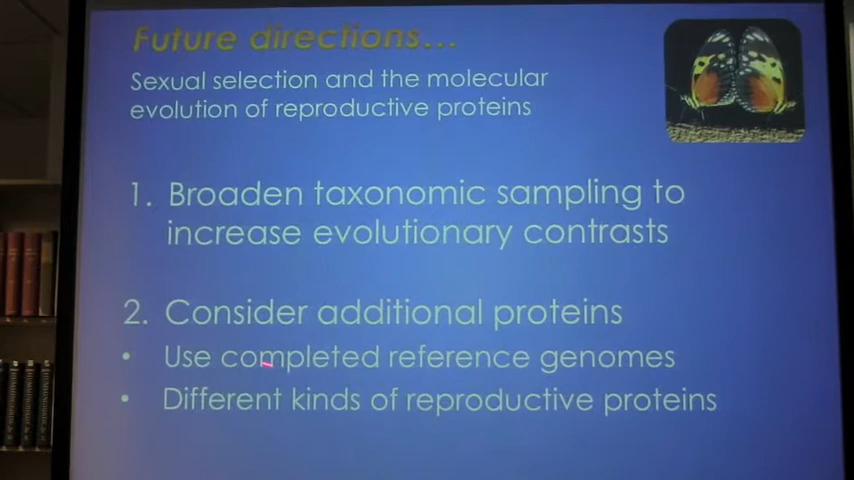 Future directions...
Sexual selection and the molecular
evolution of reproductive proteins
1. Broaden taxonomic sampling to
increase evolutionary contrasts
2. Consider additional proteins
• Use completed reference genomes
• Different kinds of reproductive proteins